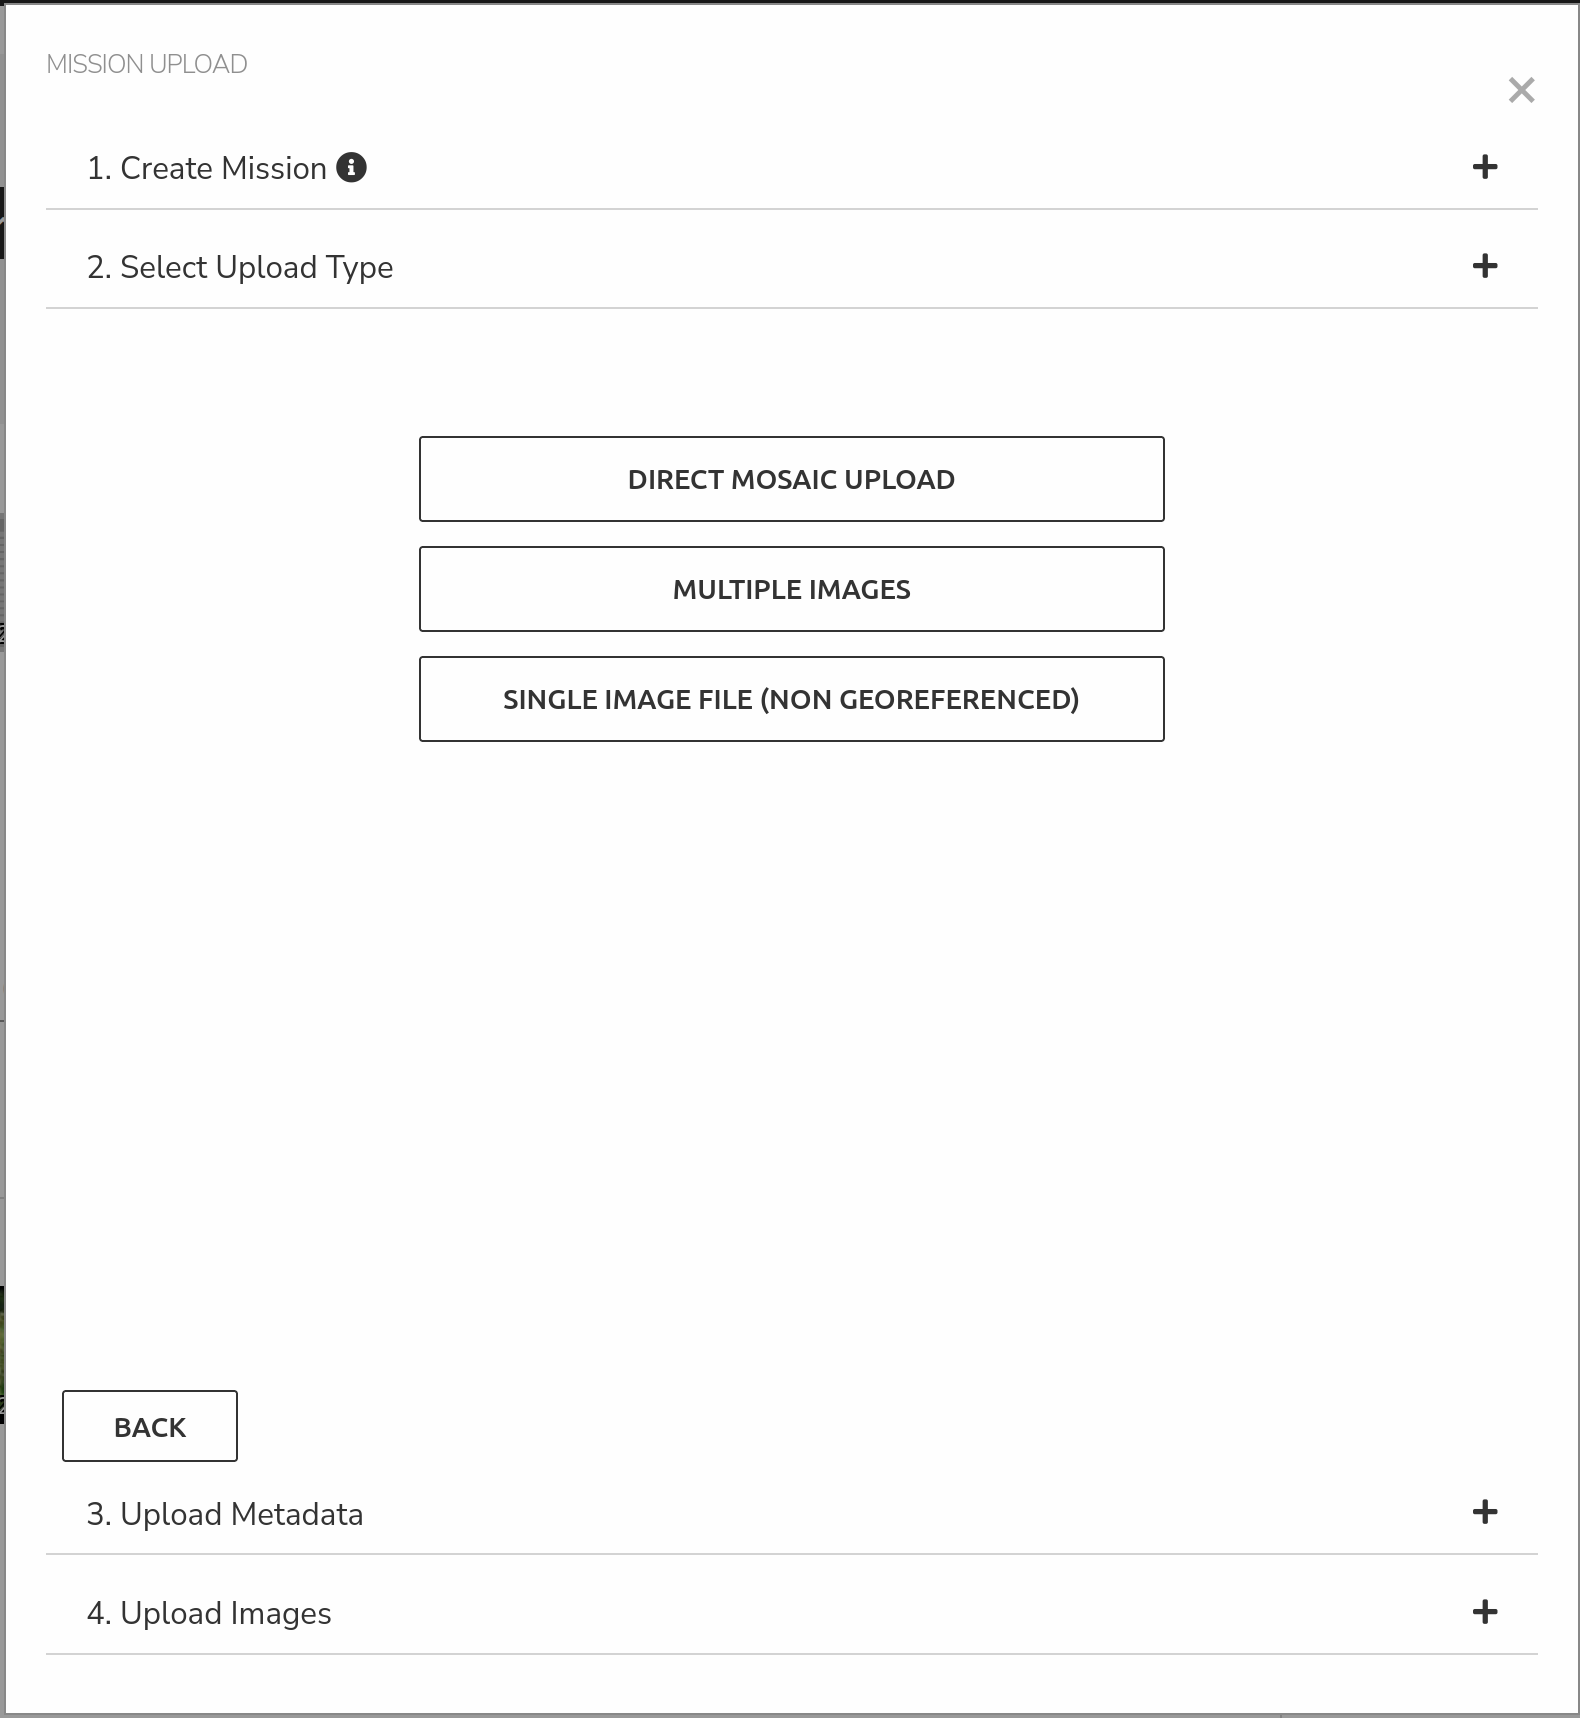 MISSION UPLOAD
1. Create Mission
2. Select Upload Type
DIRECT MOSAIC UPLOAD
MULTIPLE IMAGES
SINGLE IMAGE FILE (NON GEOREFERENCED)
BACK
3. Upload Metadata
4. Upload Images